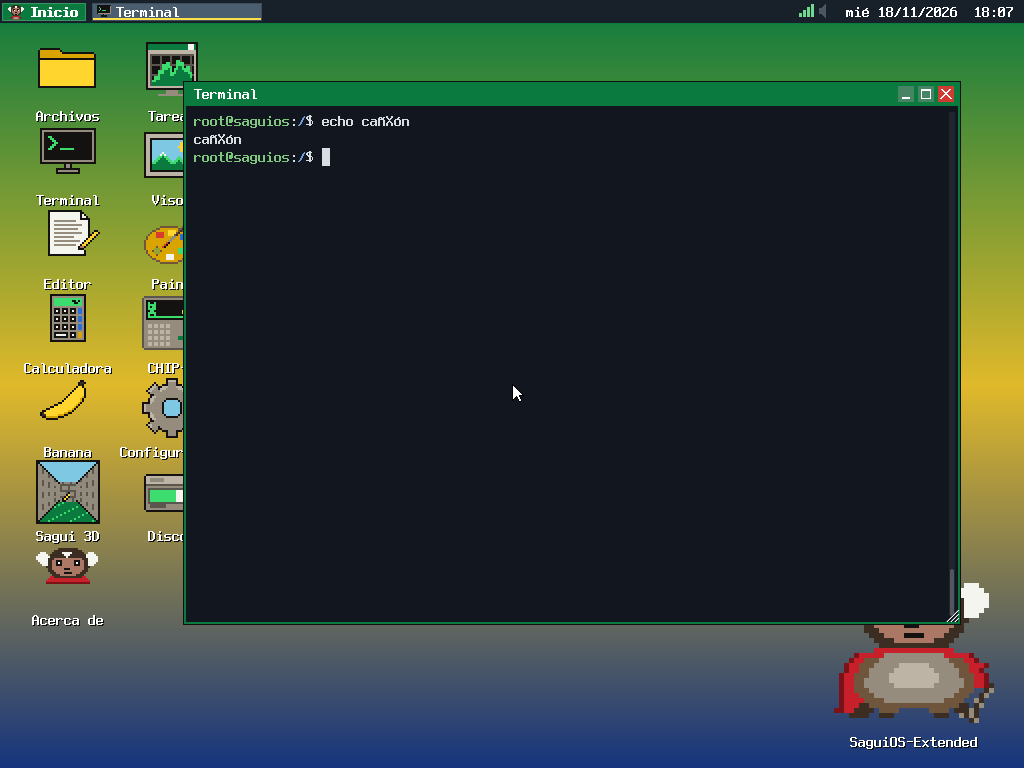 Inicio
Terminal
mié 18/11/2026 18:07
Archivos
Terminal
Editor
Calculadora
Banana
Sagui 3D
Acerca de
Tarea
Viso
Pain
CHIP-
Configur
Disco
Terminal
root@saguios:/$ echo cañXón
cañXón
root@saguios:/$
SaguiOS-Extended